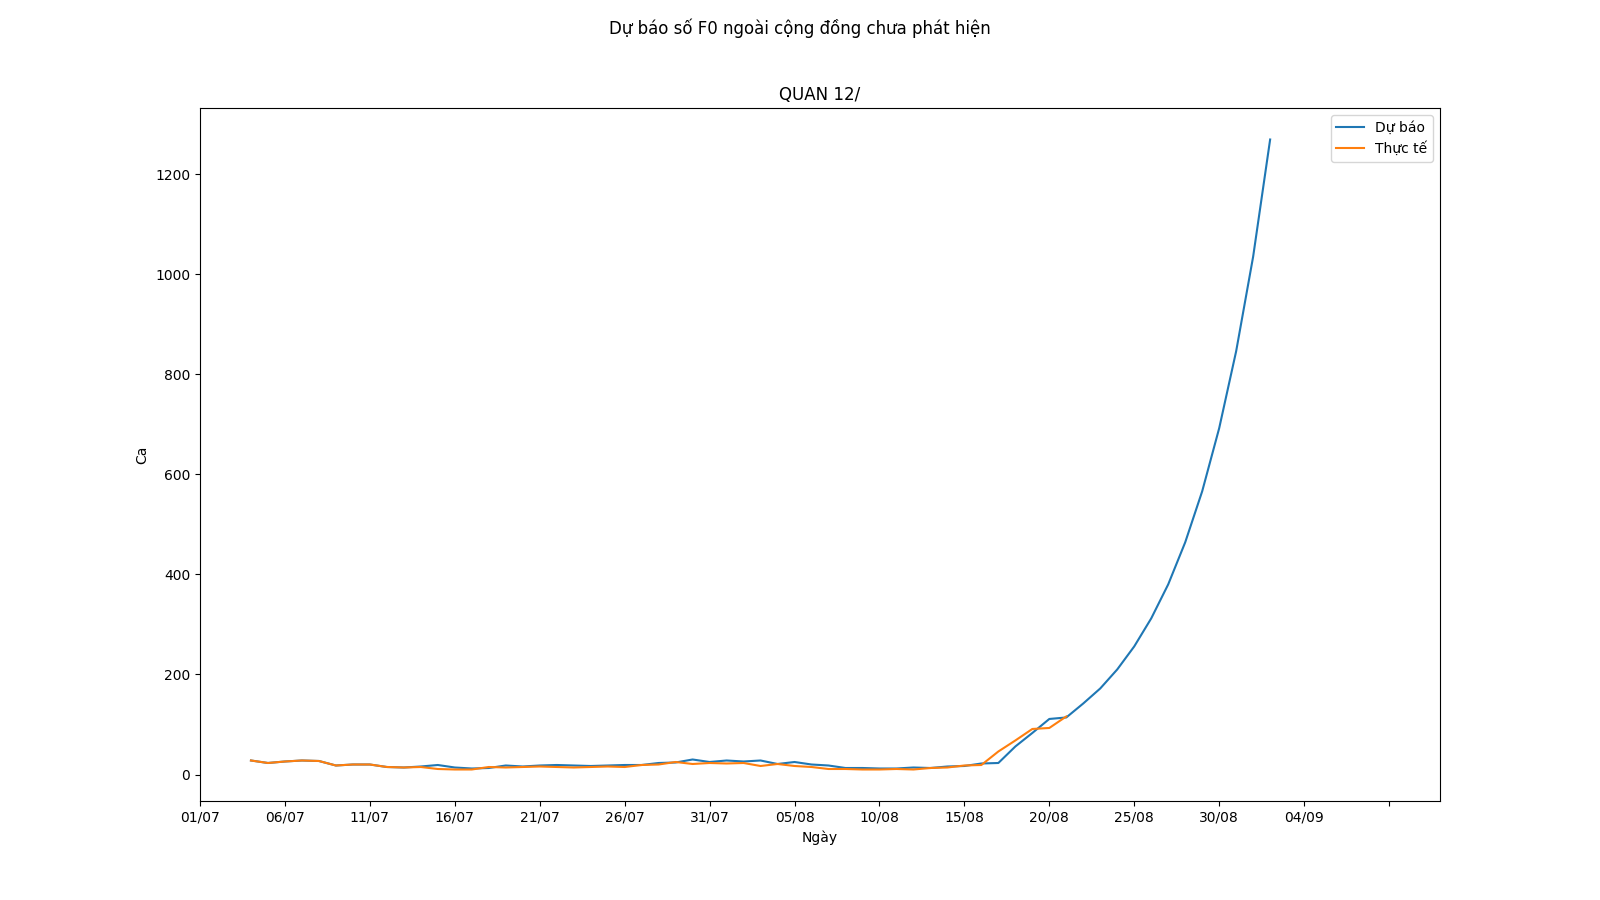 Dự báo số F0 ngoài cộng đồng chưa phát hiện
QUAN 12/
Dự báo
Thực tế
1200
1000
800
600
400
200
0
Ca
01/07 06/07 11/07 16/07 21/07 26/07 31/07 05/08 10/08 15/08 20/08 25/08 30/08 04/09
Ngày